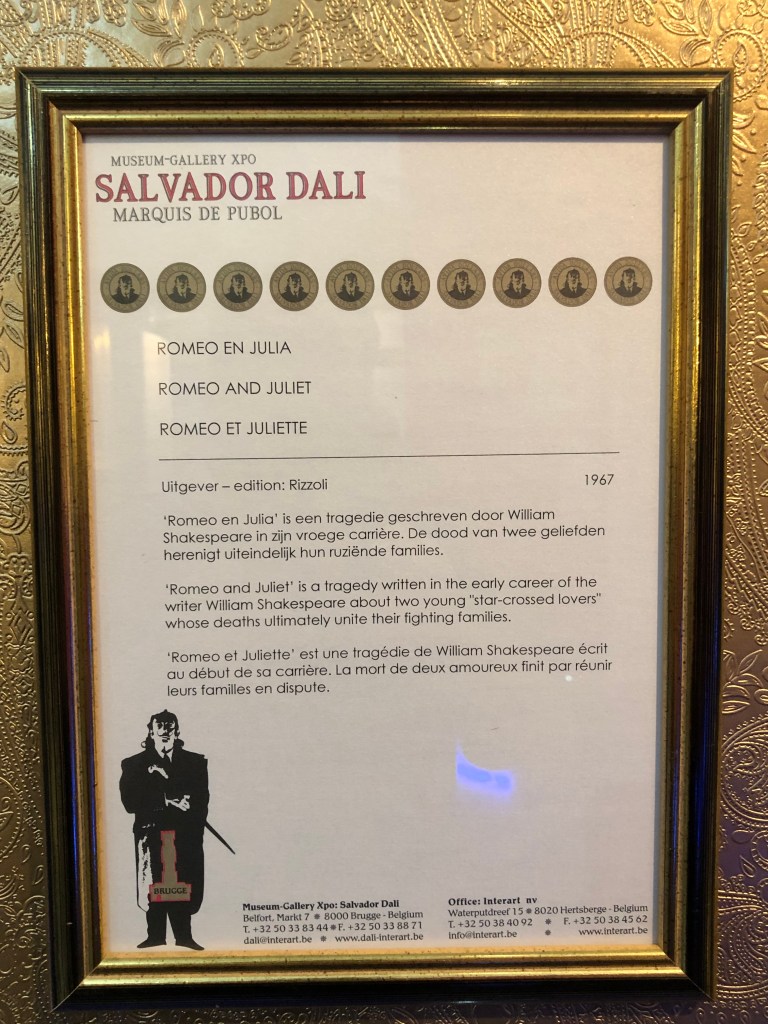 MUSEUM-GALLERY XPO
SALVADOR DALI
MARQUIS DE PUBOL
ROMEO EN JULIA
ROMEO AND JULIET
ROMEO ET JULIETTE
Uitgever – edition: Rizzoli 1967
‘Romeo en Julia’ is een tragedie geschreven door William
Shakespeare in zijn vroege carrière. De dood van twee geliefden
herenigt uiteindelijk hun ruziënde families.
‘Romeo and Juliet’ is a tragedy written in the early career of the
writer William Shakespeare about two young "star-crossed lovers"
whose deaths ultimately unite their fighting families.
‘Romeo et Juliette’ est une tragédie de William Shakespeare écrit
au début de sa carrière. La mort de deux amoureux finit par réunir
leurs familles en dispute.
BRUGGE
Museum-Gallery Xpo: Salvador Dali
Belfort, Markt 7 ✹ 8000 Brugge - Belgium
T. +32 50 33 83 44 ✹ F. +32 50 33 88 71
dali@interart.be ✹ www.dali-interart.be
Office: Interart nv
Waterputdreef 15 ✹ 8020 Hertsberge - Belgium
T. +32 50 38 40 92 ✹ F. +32 50 38 45 62
info@interart.be ✹ www.interart.be